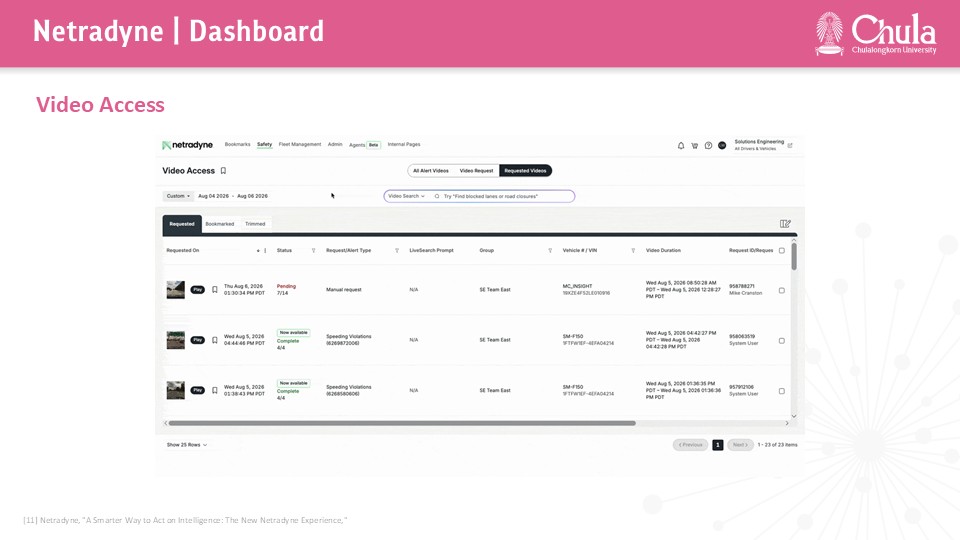 Netradyne | Dashboard
Chula
Chulalongkorn University
Video Access
netradyne
Bookmarks Safety Fleet Management Admin Agents Beta Internal Pages
Solutions Engineering
All Drivers & Vehicles
Video Access
All Alert Videos Video Request Requested Videos
Custom Aug 04 2026 - Aug 06 2026
Video Search Try "Find blocked lanes or road closures"
Requested Bookmarked Trimmed
Requested On Status Request/Alert Type LiveSearch Prompt Group Vehicle # / VIN Video Duration Request ID/Reques
Play
Thu Aug 6, 2026
01:30:34 PM PDT
Pending
7/14
Manual request
N/A
SE Team East
MC_INSIGHT
Wed Aug 5, 2026 08:50:28 AM
PDT - Wed Aug 5, 2026 12:28:27
PM PDT
958788271
Mike Cranston
Play
Wed Aug 5, 2026
04:44:46 PM PDT
Now available
Complete
4/4
Speeding Violations
(6269872006)
N/A
SE Team East
SM-F150
1FTFW1EF-4EFA04214
Wed Aug 5, 2026 04:42:27 PM
PDT - Wed Aug 5, 2026
04:42:28 PM PDT
958063519
System User
Play
Wed Aug 5, 2026
01:38:43 PM PDT
Now available
Complete
4/4
Speeding Violations
(6268580606)
N/A
SE Team East
SM-F150
1FTFW1EF-4EFA04214
Wed Aug 5, 2026 01:36:35 PM
PDT - Wed Aug 5, 2026 01:36:36
PM PDT
957912106
System User
Show 25 Rows
Previous 1 Next 1 - 23 of 23 items
[11] Netradyne, "A Smarter Way to Act on Intelligence: The New Netradyne Experience,"